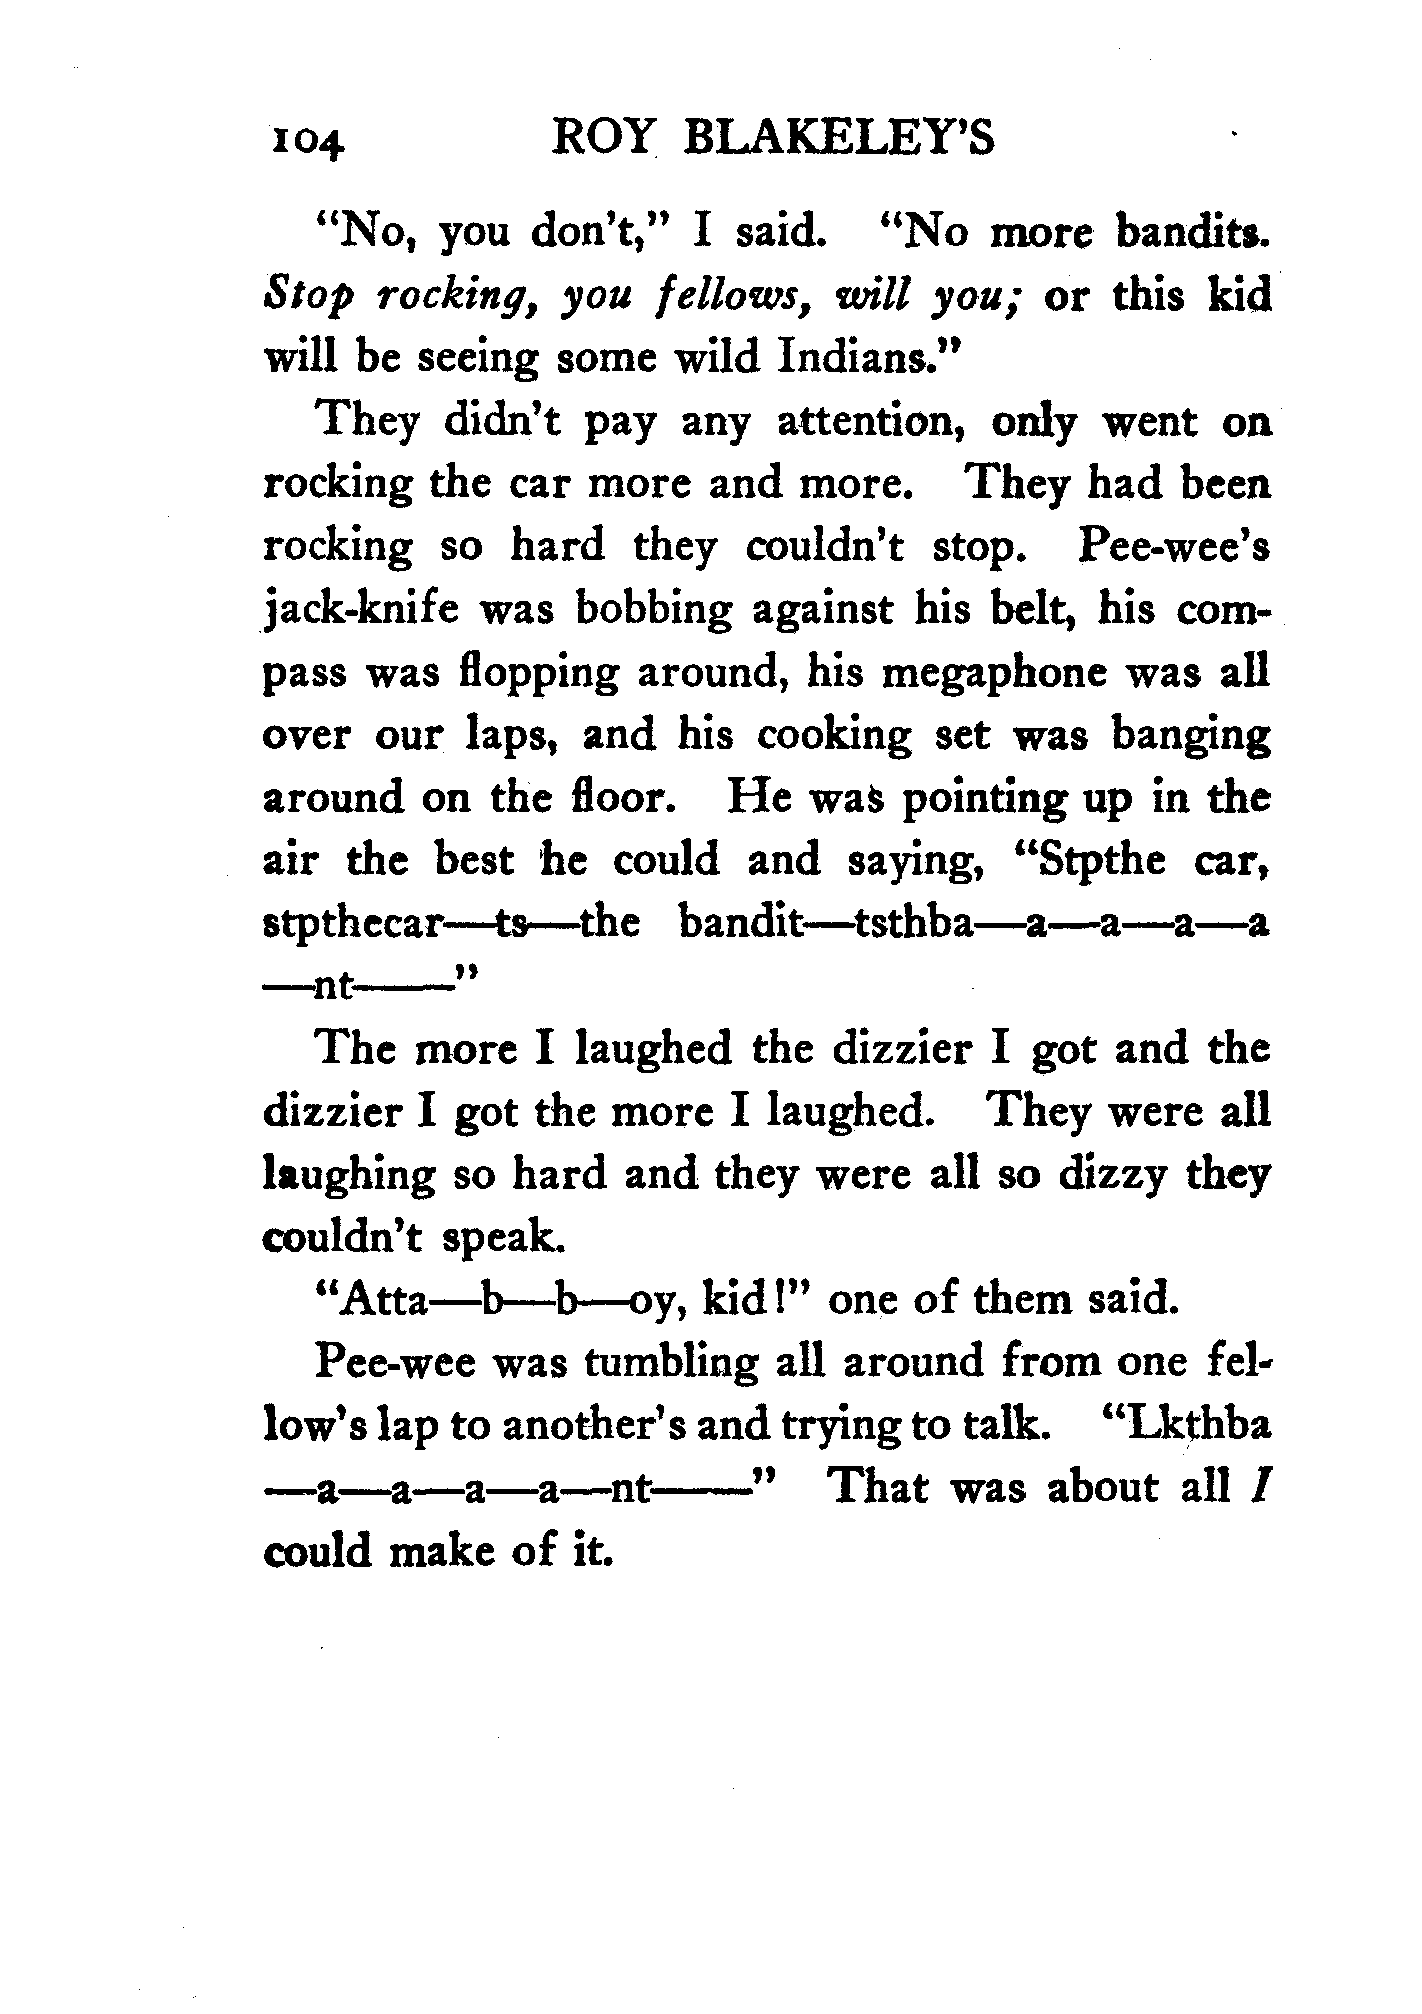 104 ROY BLAKELEY'S
"No, you don't," I said. "No more bandits.
Stop rocking, you fellows, will you; or this kid
will be seeing some wild Indians."
They didn't pay any attention, only went on
rocking the car more and more. They had been
rocking so hard they couldn't stop. Pee-wee's
jack-knife was bobbing against his belt, his com-
pass was flopping around, his megaphone was all
over our laps, and his cooking set was banging
around on the floor. He was pointing up in the
air the best he could and saying, "Stpthe car,
stpthecar—ts—the bandit—tsthba—a—a—a—a
—nt——"
The more I laughed the dizzier I got and the
dizzier I got the more I laughed. They were all
laughing so hard and they were all so dizzy they
couldn't speak.
"Atta—b—b—oy, kid!" one of them said.
Pee-wee was tumbling all around from one fel-
low's lap to another's and trying to talk. "Lkthba
—a—a—a—a—nt——" That was about all I
could make of it.